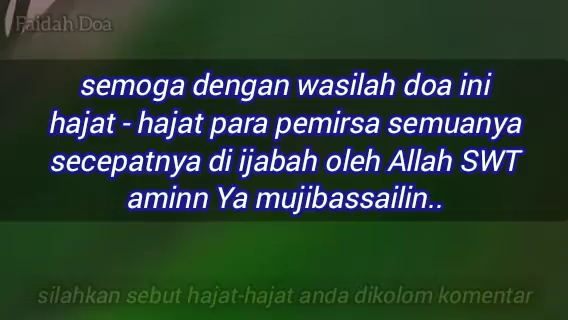 Faidah Doa
semoga dengan wasilah doa ini
hajat - hajat para pemirsa semuanya
secepatnya di ijabah oleh Allah SWT
aminn Ya mujibassailin..
silahkan sebut hajat-hajat anda dikolom komentar